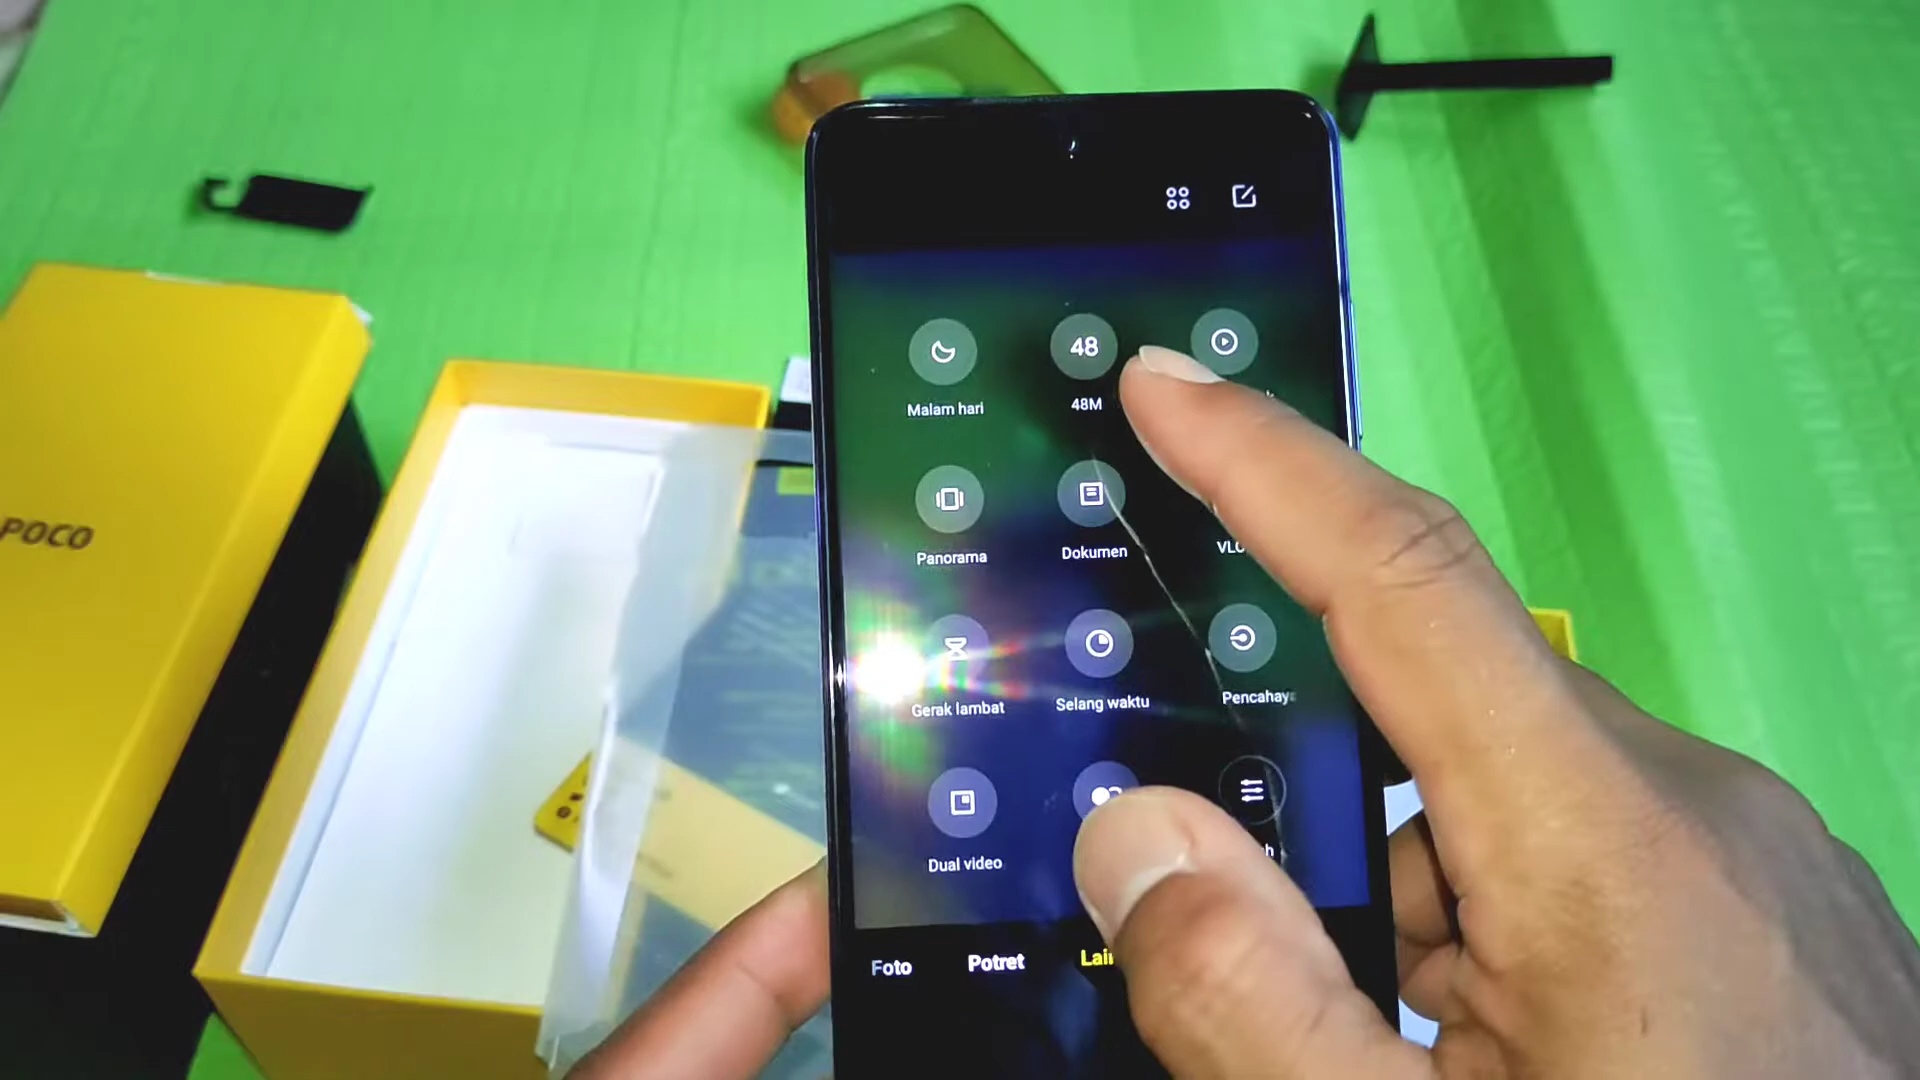 POCO
48
Malam hari
48M
Panorama
Dokumen
Gerak lambat
Selang waktu
Dual video
Foto
Potret